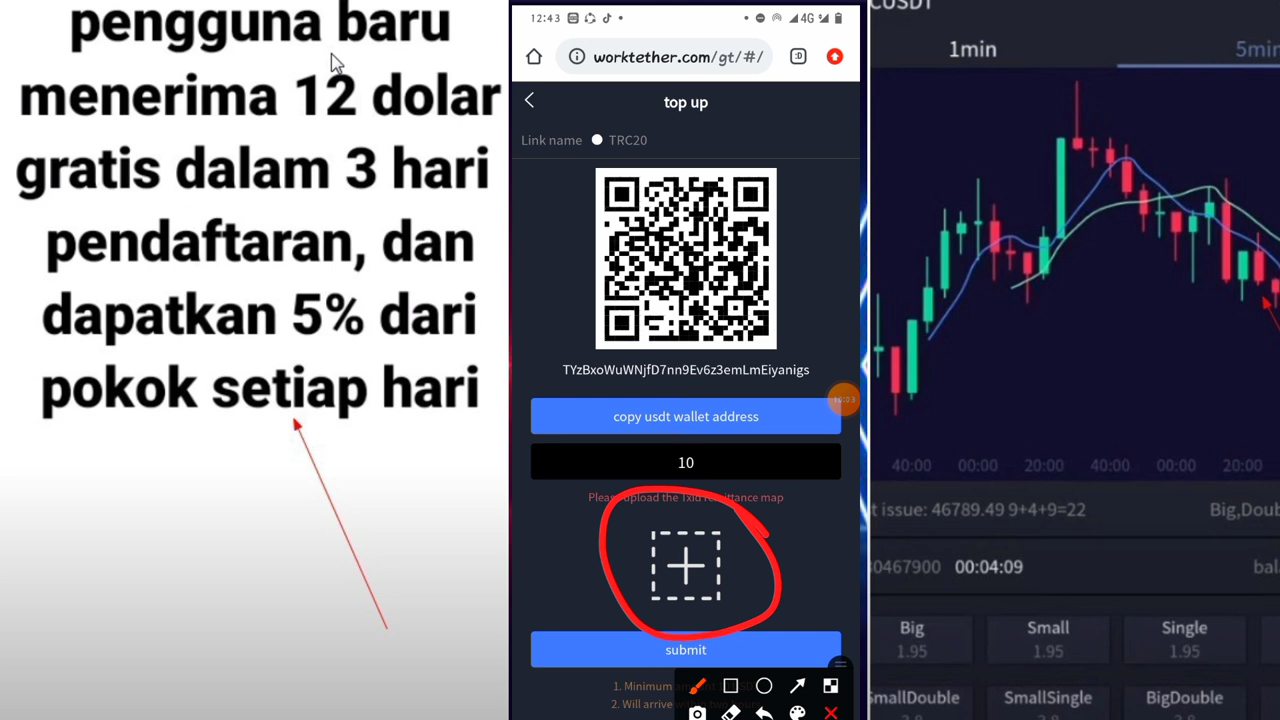 pengguna baru
menerima 12 dolar
gratis dalam 3 hari
pendaftaran, dan
dapatkan 5% dari
pokok setiap hari
12:43
4G
worktether.com/gt/#/
:D
top up
Link name
TRC20
TYzBxoWuWNjfD7nn9Ev6z3emLmEiyanigs
copy usdt wallet address
10:03
10
Please upload the Txid remittance map
submit
1. Minimum
2. Will arrive
1min
5min
40:00 00:00 20:00 40:00 00:00 20:00
t issue: 46789.49 9+4+9=22
Big,Doub
30467900 00:04:09
bal
Big
Small
Single
1.95
1.95
1.95
SmallDouble
SmallSingle
BigDouble